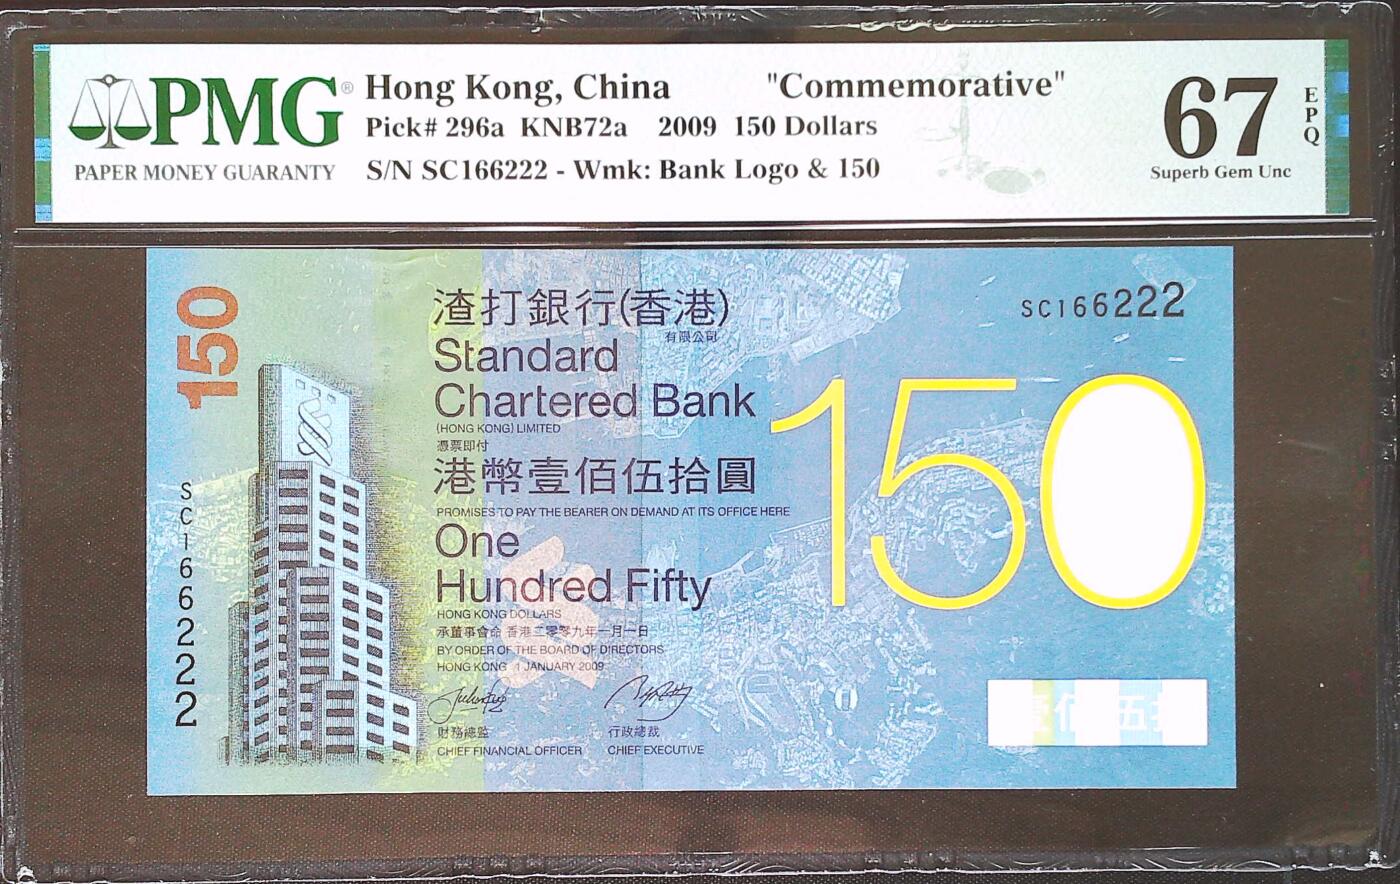 PMG®
PAPER MONEY GUARANTY
Hong Kong, China "Commemorative"
Pick# 296a KNB72a 2009 150 Dollars
S/N SC166222 - Wmk: Bank Logo & 150
67
EPQ
Superb Gem Unc
150
SC166222
渣打銀行(香港)
有限公司
Standard
Chartered Bank
(HONG KONG) LIMITED
憑票即付
港幣壹佰伍拾圓
PROMISES TO PAY THE BEARER ON DEMAND AT ITS OFFICE HERE
One
Hundred Fifty
HONG KONG DOLLARS
承董事會命 香港二零零九年一月一日
BY ORDER OF THE BOARD OF DIRECTORS
HONG KONG 1 JANUARY 2009
財務總監
CHIEF FINANCIAL OFFICER
行政總裁
CHIEF EXECUTIVE
SC166222
150